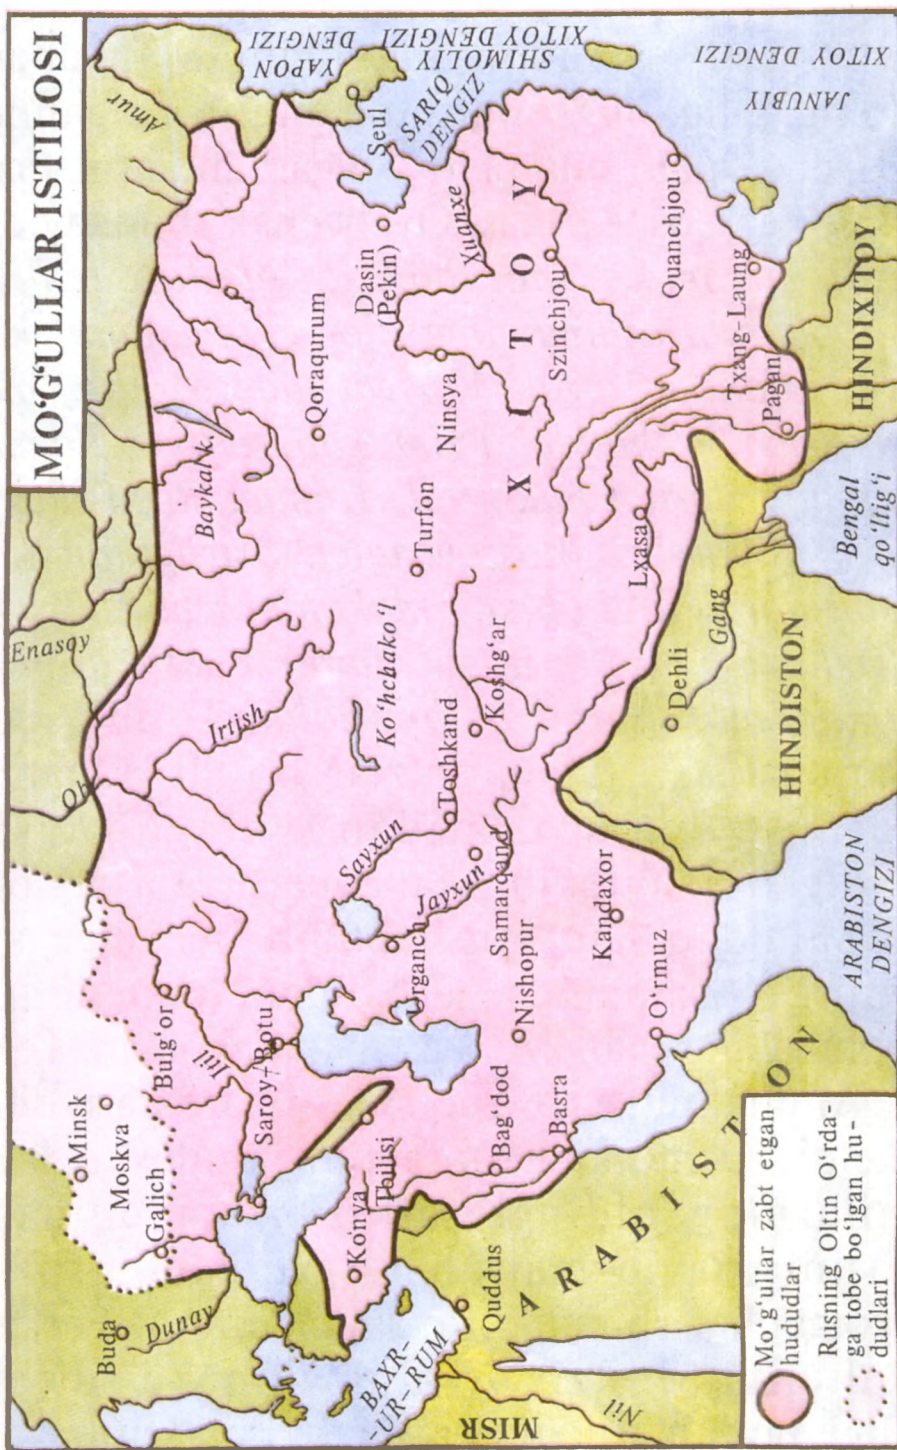 MO‘G‘ULLAR ISTILOSI
Enasoy
Ob
Amur
YAPON
DENGIZI
SHIMOLIY
XITOY DENGIZI
SARIQ
DENGIZ
JANUBIY
XITOY DENGIZI
Minsk
Moskva
Galich
Buda
Dunay
Bulg‘or
Itil
Saroy-Botu
Irtish
Baykal k.
Qoraqurum
Seul
Dasin
(Pekin)
Xuanxe
Ninsya
Turfon
Ko‘hchako‘l
Sayxun
Toshkand
Koshg‘ar
Jayxun
Organch
Samarqand
Nishopur
Tbilisi
Ko‘nya
Bag‘dod
Basra
O‘rmuz
Kandaxor
XITOY
Szinchjou
Quanchjou
Txang-Laung
Pagan
Lxasa
Gang
Dehli
HINDISTON
HINDIXITOY
Bengal
qo‘ltig‘i
ARABISTON
DENGIZI
ARABISTON
Quddus
BAXR-
-UR-RUM
MISR
Nil
Mo‘g‘ullar zabt etgan
hududlar
Rusning Oltin O‘rda-
ga tobe bo‘lgan hu-
dudlari